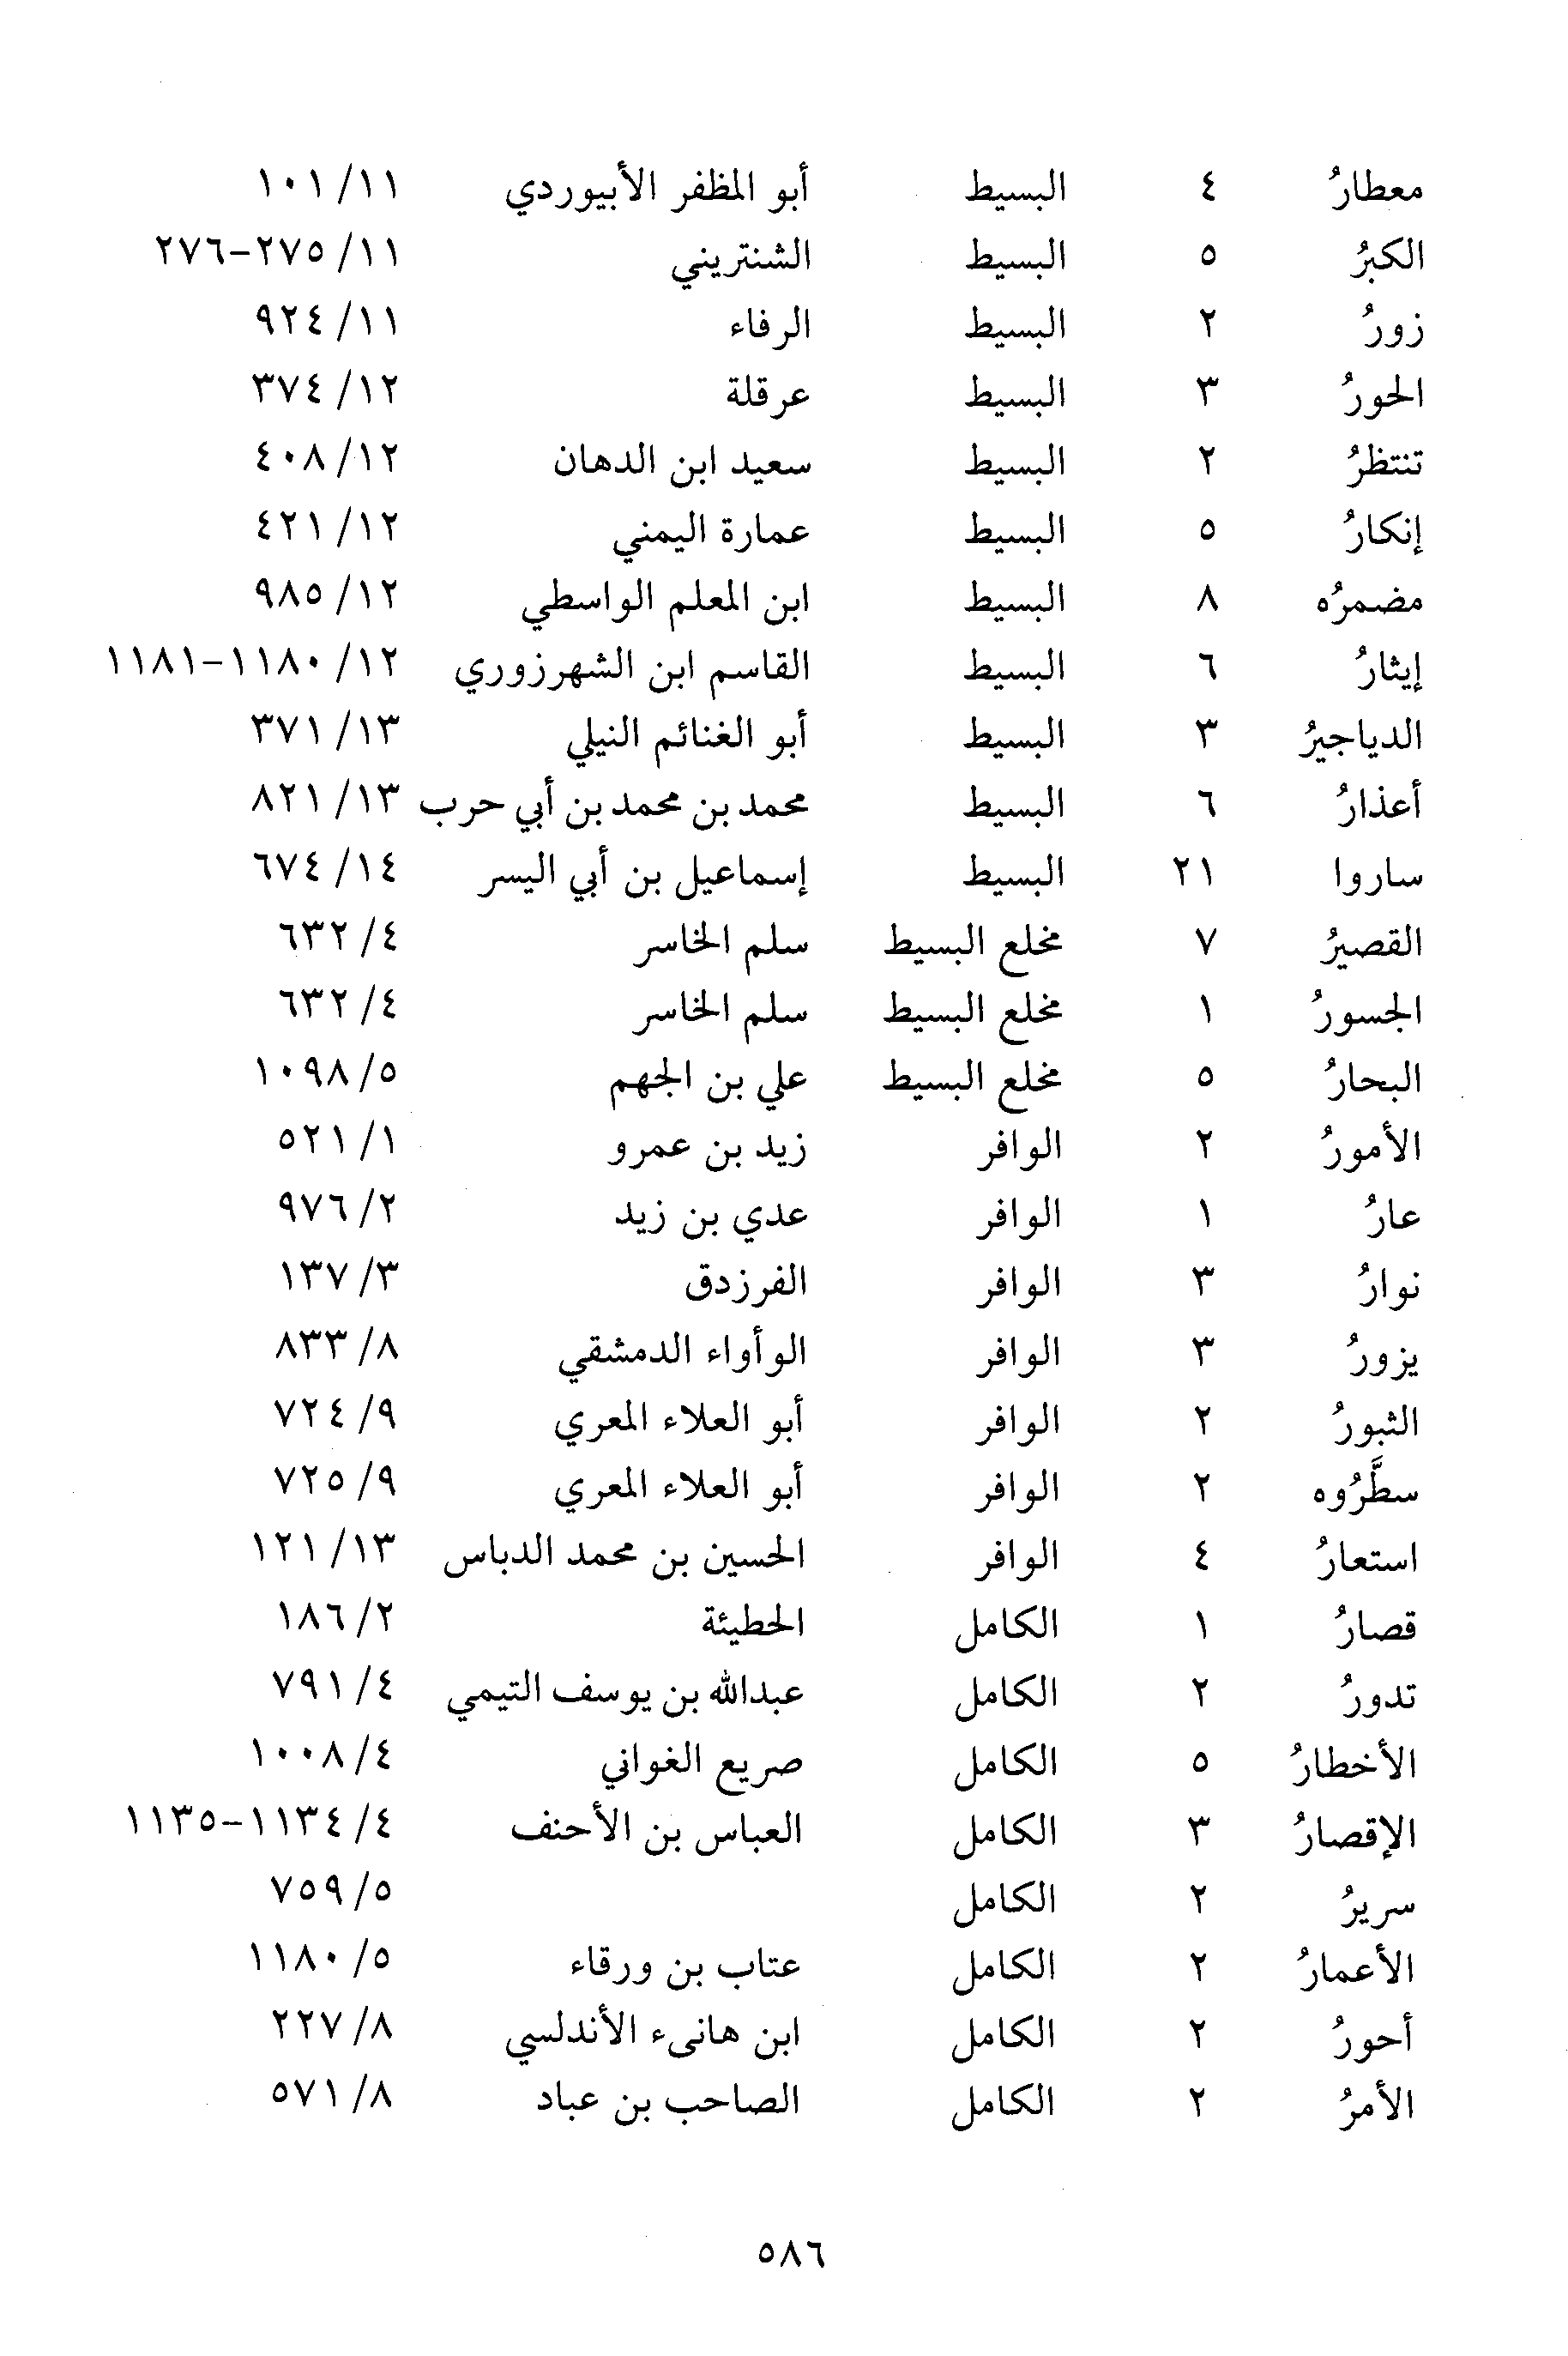 معطارُ ٤ البسيط أبو المظفر الأبيوردي ١١/ ١٠١
الكبرُ ٥ البسيط الشنتريني ١١/ ٢٧٥-٢٧٦
زورُ ٢ البسيط الرفاء ١١/ ٩٢٤
الحورُ ٣ البسيط عرقلة ١٢/ ٣٧٤
تنتظرُ ٢ البسيط سعيد ابن الدهان ١٢/ ٤٠٨
إنكارُ ٥ البسيط عمارة اليمني ١٢/ ٤٢١
مضمرُه ٨ البسيط ابن المعلم الواسطي ١٢/ ٩٨٥
إيثارُ ٦ البسيط القاسم ابن الشهرزوري ١٢/ ١١٨٠-١١٨١
الدياجيرُ ٣ البسيط أبو الغنائم النيلي ١٣/ ٣٧١
أعذارُ ٦ البسيط محمد بن محمد بن أبي حرب ١٣/ ٨٢١
ساروا ٢١ البسيط إسماعيل بن أبي اليسر ١٤/ ٦٧٤
القصيرُ ٧ مخلع البسيط سلم الخاسر ٤/ ٦٣٢
الجسورُ ١ مخلع البسيط سلم الخاسر ٤/ ٦٣٢
البحارُ ٥ مخلع البسيط علي بن الجهم ٥/ ١٠٩٨
الأمورُ ٢ الوافر زيد بن عمرو ١/ ٥٢١
عارُ ١ الوافر عدي بن زيد ٢/ ٩٧٦
نوارُ ٣ الوافر الفرزدق ٣/ ١٣٧
يزورُ ٣ الوافر الوأواء الدمشقي ٨/ ٨٣٣
الثبورُ ٢ الوافر أبو العلاء المعري ٩/ ٧٢٤
سطَّرُوه ٢ الوافر أبو العلاء المعري ٩/ ٧٢٥
استعارُ ٤ الوافر الحسين بن محمد الدباس ١٣/ ١٢١
قصارُ ١ الكامل الحطيئة ٢/ ١٨٦
تدورُ ٢ الكامل عبدالله بن يوسف التيمي ٤/ ٧٩١
الأخطارُ ٥ الكامل صريع الغواني ٤/ ١٠٠٨
الإقصارُ ٣ الكامل العباس بن الأحنف ٤/ ١١٣٤-١١٣٥
سريرُ ٢ الكامل ٥/ ٧٥٩
الأعمارُ ٢ الكامل عتاب بن ورقاء ٥/ ١١٨٠
أحورُ ٢ الكامل ابن هانىء الأندلسي ٨/ ٢٢٧
الأمرُ ٢ الكامل الصاحب بن عباد ٨/ ٥٧١
٥٨٦